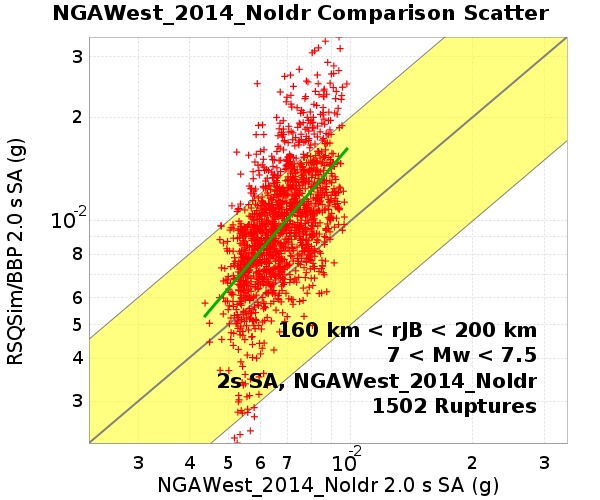 NGAWest_2014_NoIdr Comparison Scatter
RSQSim/BBP 2.0 s SA (g)
3
2
10-2
8
6
5
4
3
160 km < rJB < 200 km
7 < Mw < 7.5
2s SA, NGAWest_2014_NoIdr
1502 Ruptures
3 4 5 6 7 10-2 2 3
NGAWest_2014_NoIdr 2.0 s SA (g)